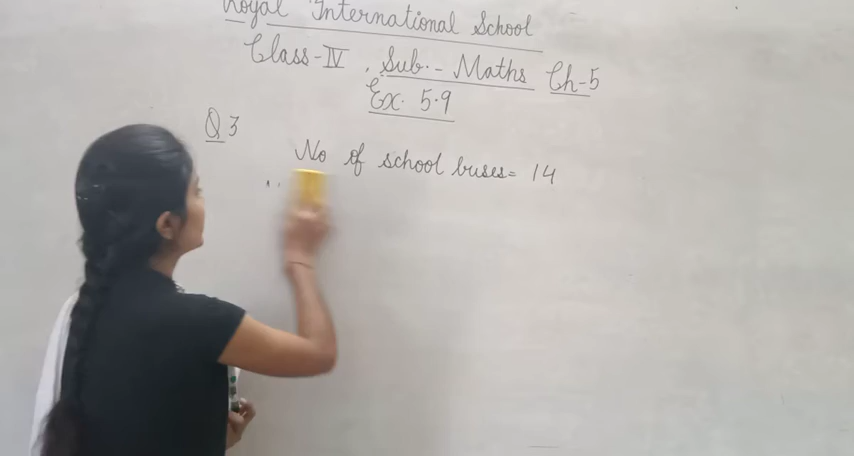 Royal International School
Class-IV , Sub.- Maths Ch-5
Ex. 5.9
Q 3
No of school buses= 14